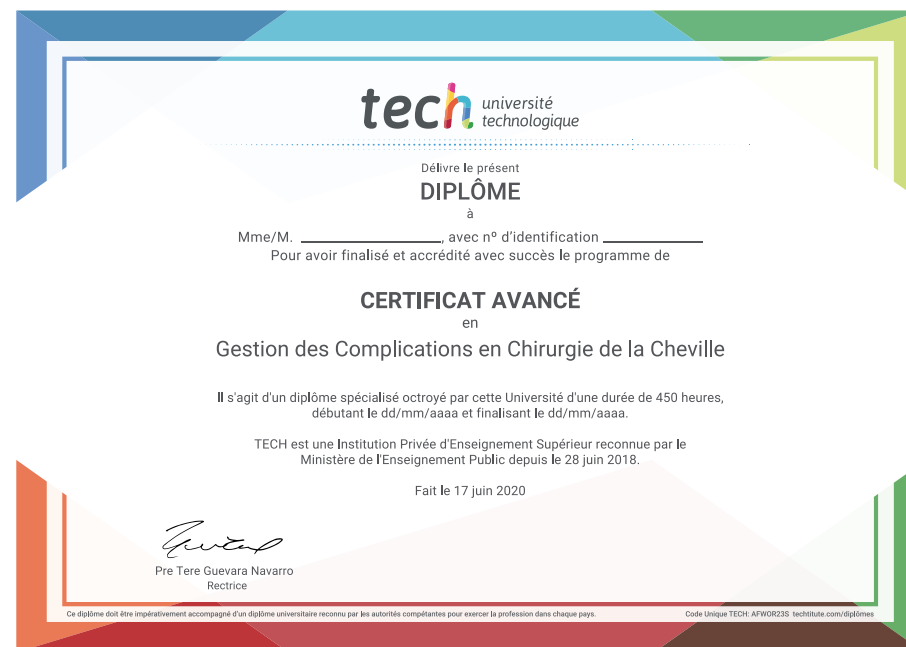 tech université
technologique
Délivre le présent
DIPLÔME
à
Mme/M. ____________________, avec nº d'identification ______________
Pour avoir finalisé et accrédité avec succès le programme de
CERTIFICAT AVANCÉ
en
Gestion des Complications en Chirurgie de la Cheville
Il s'agit d'un diplôme spécialisé octroyé par cette Université d'une durée de 450 heures,
débutant le dd/mm/aaaa et finalisant le dd/mm/aaaa.
TECH est une Institution Privée d'Enseignement Supérieur reconnue par le
Ministère de l'Enseignement Public depuis le 28 juin 2018.
Fait le 17 juin 2020
Pre Tere Guevara Navarro
Rectrice
Ce diplôme doit être impérativement accompagné d'un diplôme universitaire reconnu par les autorités compétantes pour exercer la profession dans chaque pays.
Code Unique TECH: AFWOR23S techtitute.com/diplômes